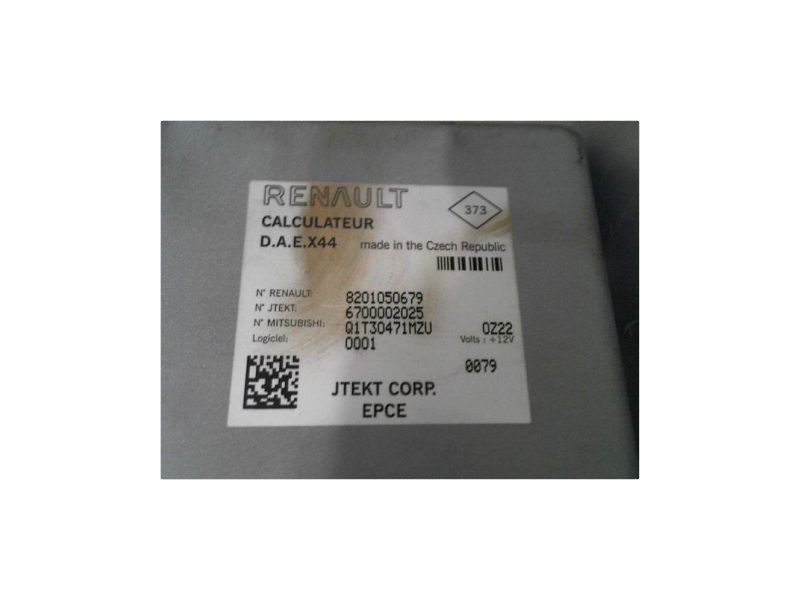 RENAULT
373
CALCULATEUR
D.A.E.X44 made in the Czech Republic
N° RENAULT: 8201050679
N° JTEKT: 6700002025
N° MITSUBISHI: Q1T30471MZU 0Z22
Logiciel: 0001 Volts : +12V
0079
JTEKT CORP.
EPCE